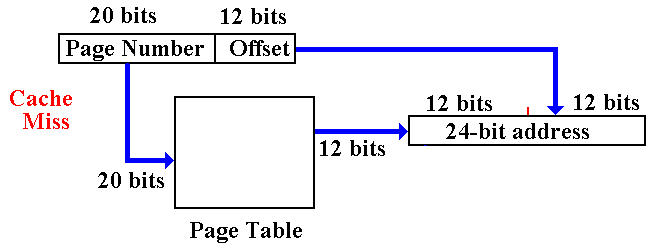 20 bits 12 bits
Page Number Offset
Cache
Miss
12 bits 12 bits
24-bit address
12 bits
20 bits
Page Table